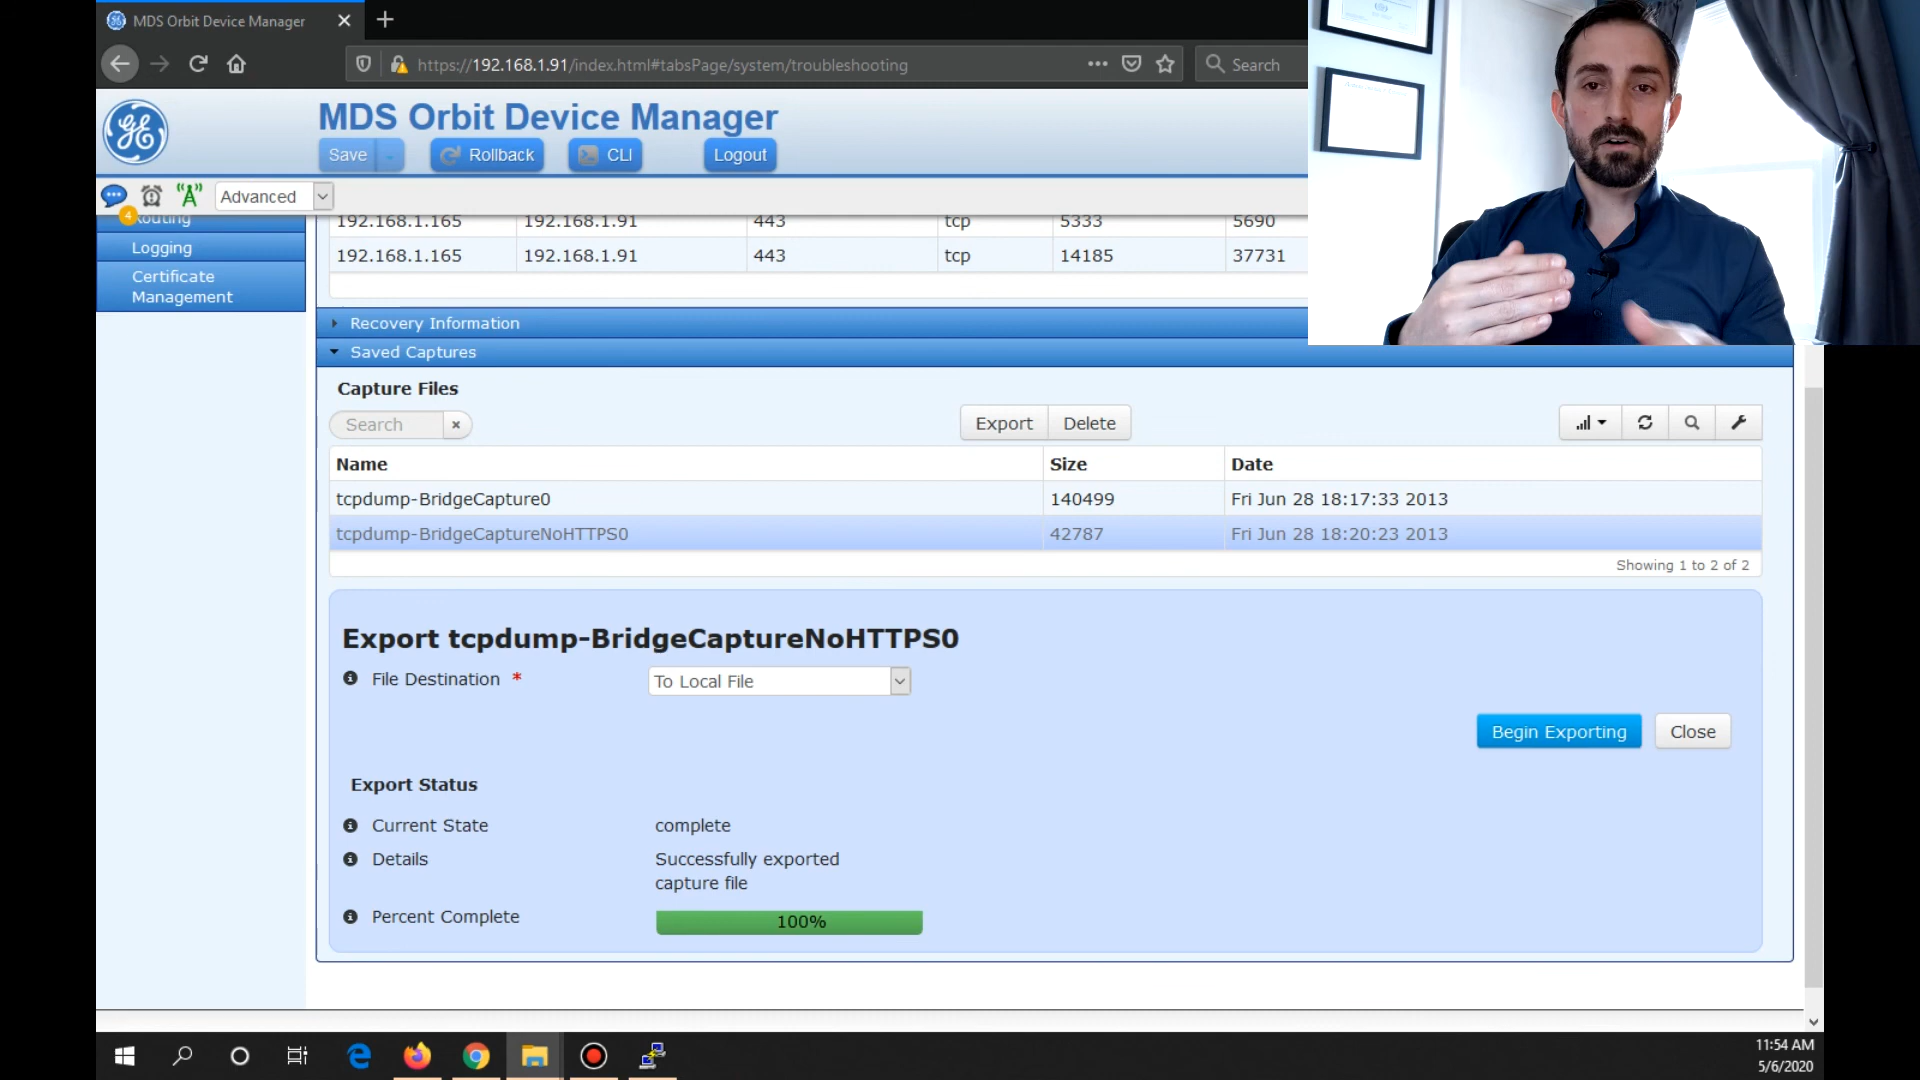 MDS Orbit Device Manager
https://192.168.1.91/index.html#tabsPage/system/troubleshooting
Search
MDS Orbit Device Manager
Save
Rollback
CLI
Logout
4
Advanced
Routing
Logging
Certificate
Management
192.168.1.165 192.168.1.91 443 tcp 5333 5690
192.168.1.165 192.168.1.91 443 tcp 14185 37731
Recovery Information
Saved Captures
Capture Files
Search
Export
Delete
Name Size Date
tcpdump-BridgeCapture0 140499 Fri Jun 28 18:17:33 2013
tcpdump-BridgeCaptureNoHTTPS0 42787 Fri Jun 28 18:20:23 2013
Showing 1 to 2 of 2
Export tcpdump-BridgeCaptureNoHTTPS0
File Destination * To Local File
Begin Exporting
Close
Export Status
Current State complete
Details Successfully exported
capture file
Percent Complete 100%
11:54 AM
5/6/2020